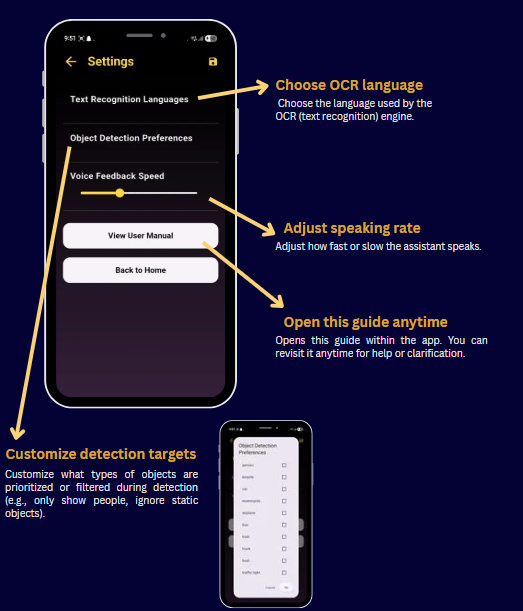 9:51
Settings
Text Recognition Languages
Object Detection Preferences
Voice Feedback Speed
View User Manual
Back to Home
Choose OCR language
Choose the language used by the
OCR (text recognition) engine.
Adjust speaking rate
Adjust how fast or slow the assistant speaks.
Open this guide anytime
Opens this guide within the app. You can
revisit it anytime for help or clarification.
Customize detection targets
Customize what types of objects are
prioritized or filtered during detection
(e.g., only show people, ignore static
objects).
Object Detection
Preferences
person
bicycle
car
motorcycle
airplane
bus
train
truck
boat
traffic light
Cancel
OK